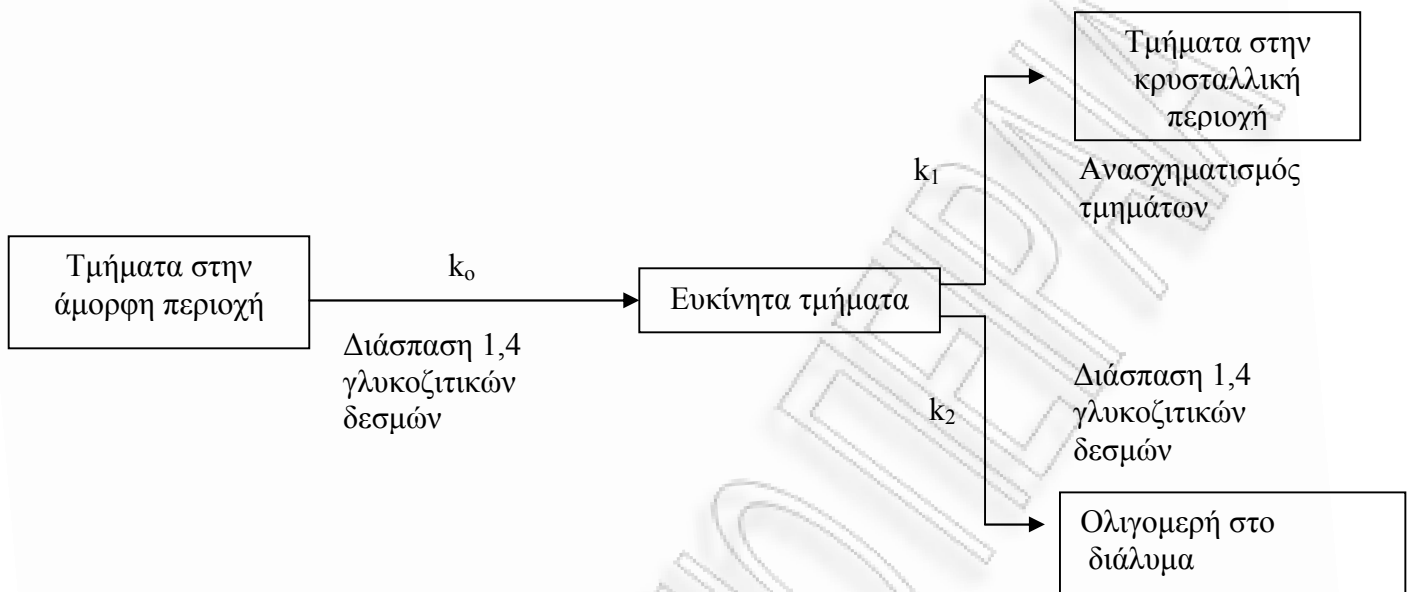 Τμήματα στην
κρυσταλλική
περιοχή
k₁
Ανασχηματισμός
τμημάτων
Τμήματα στην
άμορφη περιοχή
kₒ
Ευκίνητα τμήματα
Διάσπαση 1,4
γλυκοζιτικών
δεσμών
k₂
Διάσπαση 1,4
γλυκοζιτικών
δεσμών
Ολιγομερή στο
διάλυμα